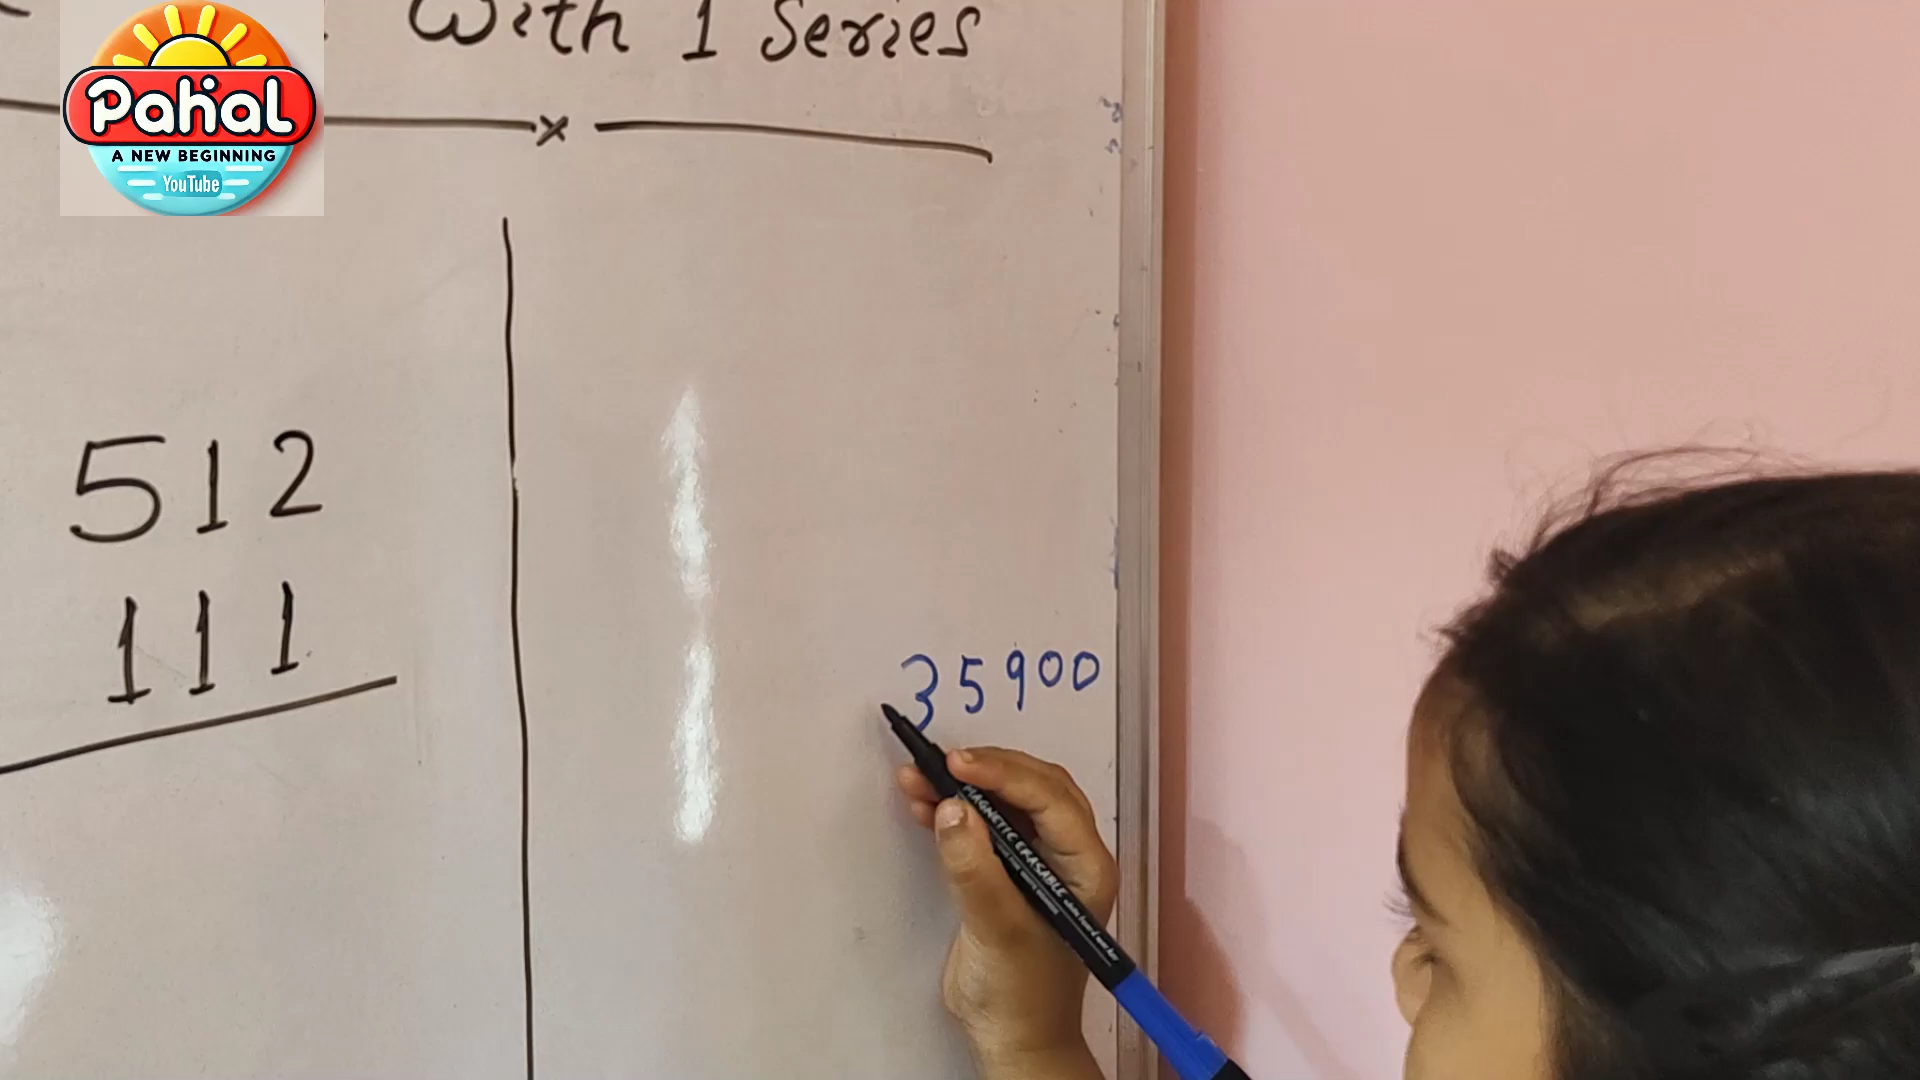 With 1 Series
Pahal
A NEW BEGINNING
YouTube
x
512
111
35900
MAGNETIC ERASABLE